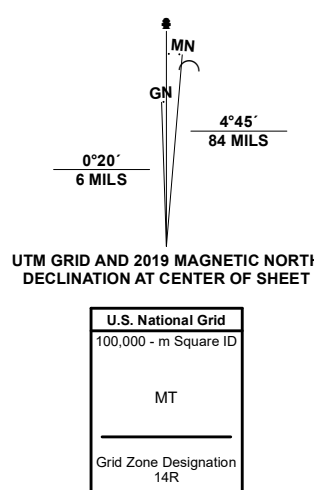 MN
GN
4°45´
84 MILS
0°20´
6 MILS
UTM GRID AND 2019 MAGNETIC NORTH
DECLINATION AT CENTER OF SHEET
U.S. National Grid
100,000 - m Square ID
MT
Grid Zone Designation
14R